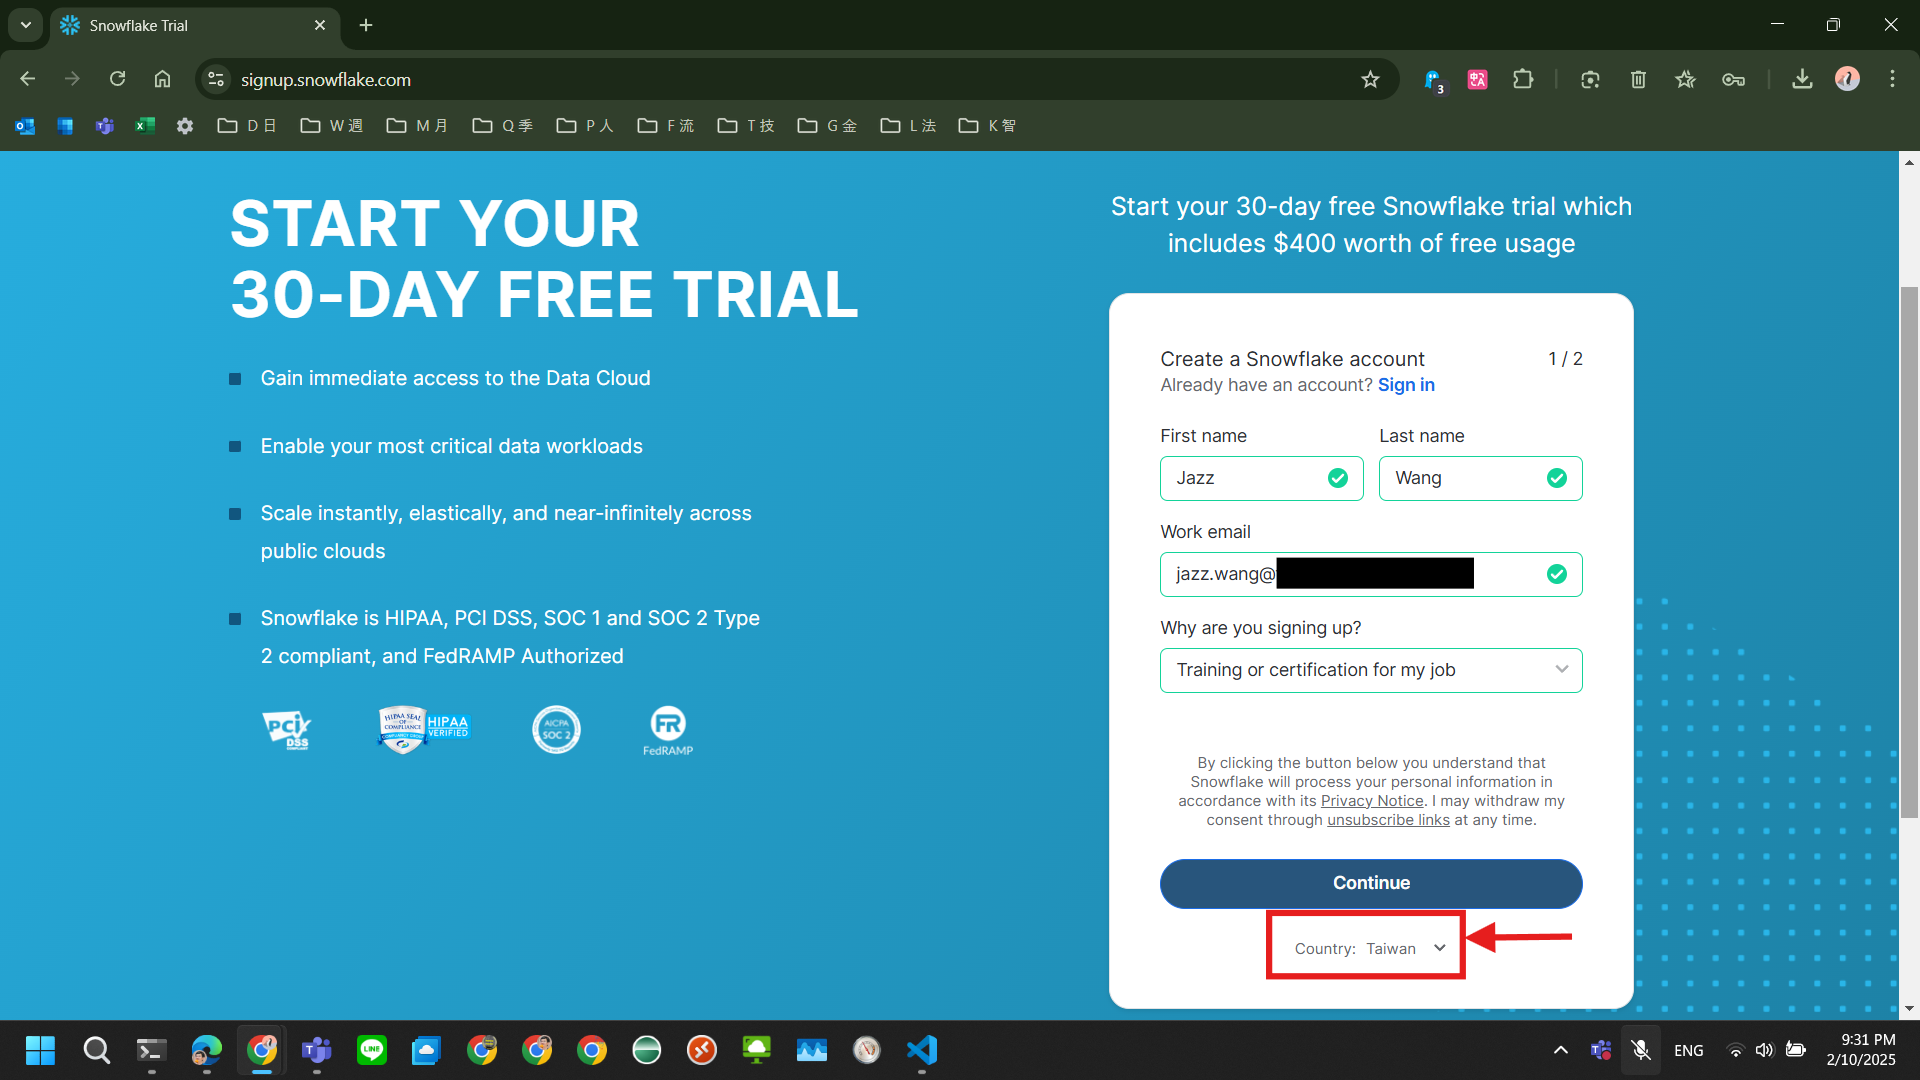 Snowflake Trial
signup.snowflake.com
3
D 日
W 週
M 月
Q 季
P 人
F 流
T 技
G 金
L 法
K 智
START YOUR
30-DAY FREE TRIAL
Gain immediate access to the Data Cloud
Enable your most critical data workloads
Scale instantly, elastically, and near-infinitely across
public clouds
Snowflake is HIPAA, PCI DSS, SOC 1 and SOC 2 Type
2 compliant, and FedRAMP Authorized
PCI
DSS
COMPLIANT
HIPAA SEAL
OF
COMPLIANCE
HIPAA
VERIFIED
AICPA
SOC 2
FR
FedRAMP
Start your 30-day free Snowflake trial which
includes $400 worth of free usage
Create a Snowflake account
1 / 2
Already have an account? Sign in
First name
Last name
Jazz
Wang
Work email
jazz.wang@
Why are you signing up?
Training or certification for my job
By clicking the button below you understand that
Snowflake will process your personal information in
accordance with its Privacy Notice. I may withdraw my
consent through unsubscribe links at any time.
Continue
Country: Taiwan
LINE
ENG
9:31 PM
2/10/2025